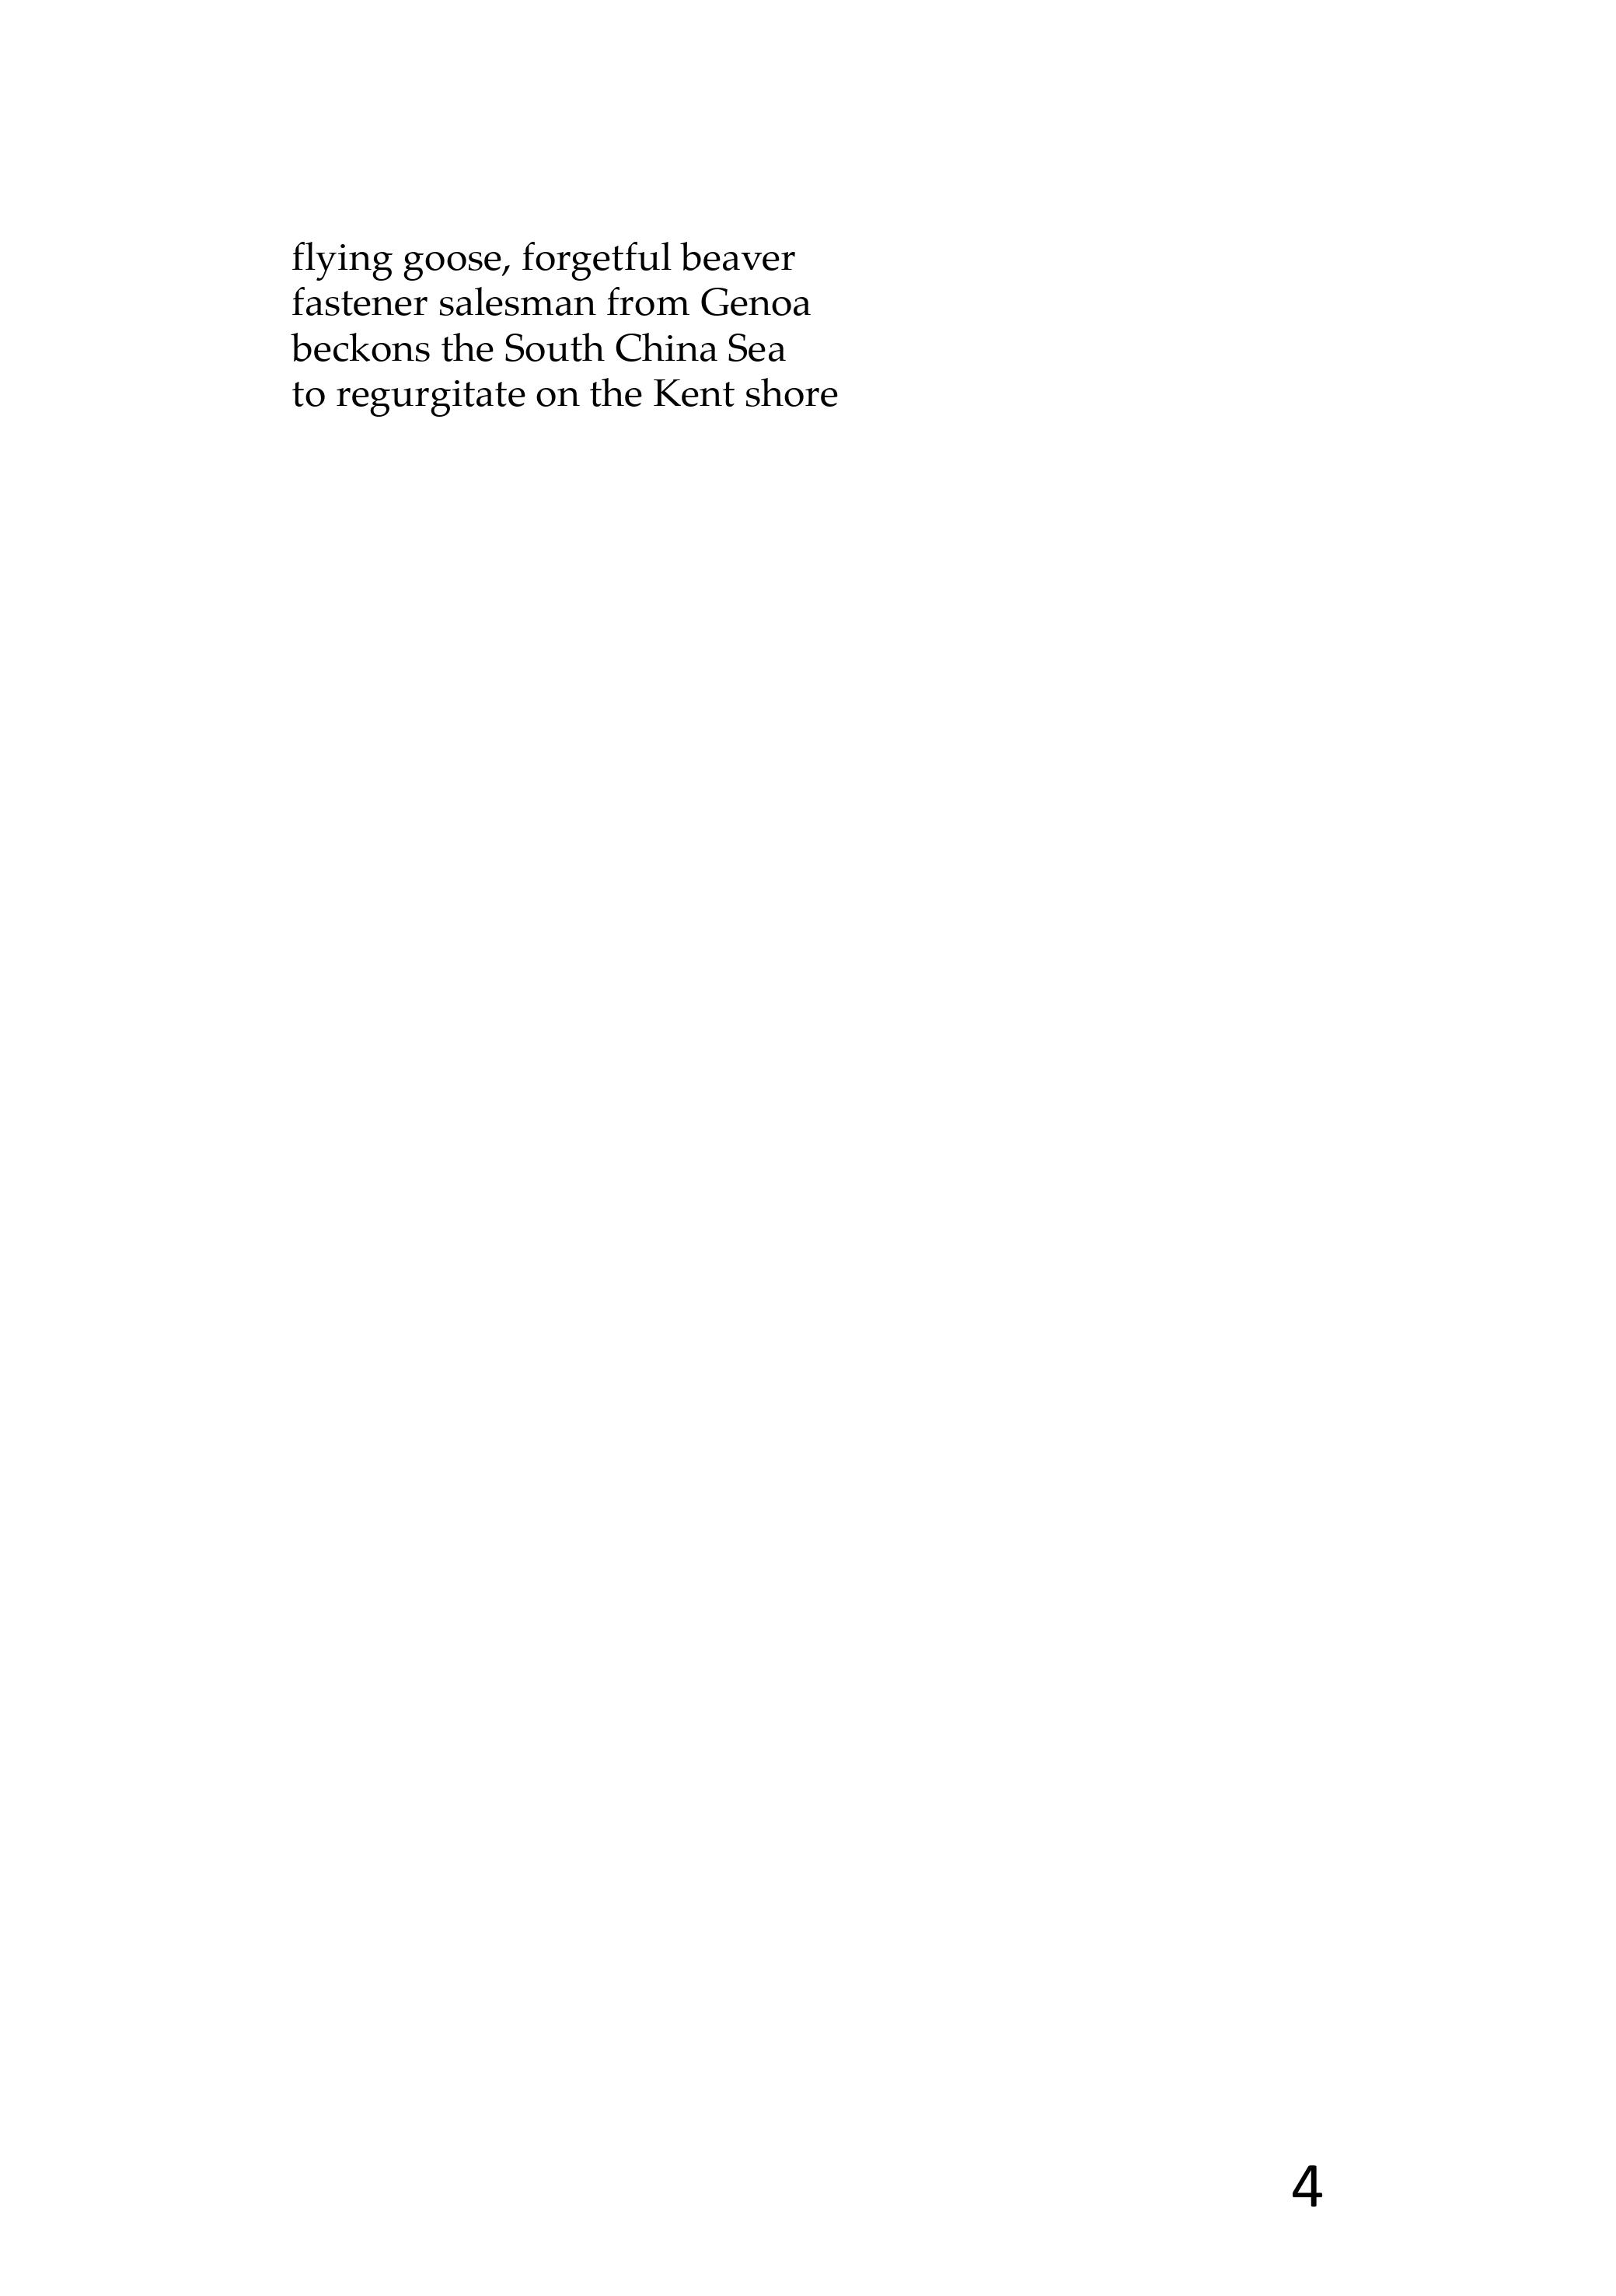 flying goose, forgetful beaver
fastener salesman from Genoa
beckons the South China Sea
to regurgitate on the Kent shore
4